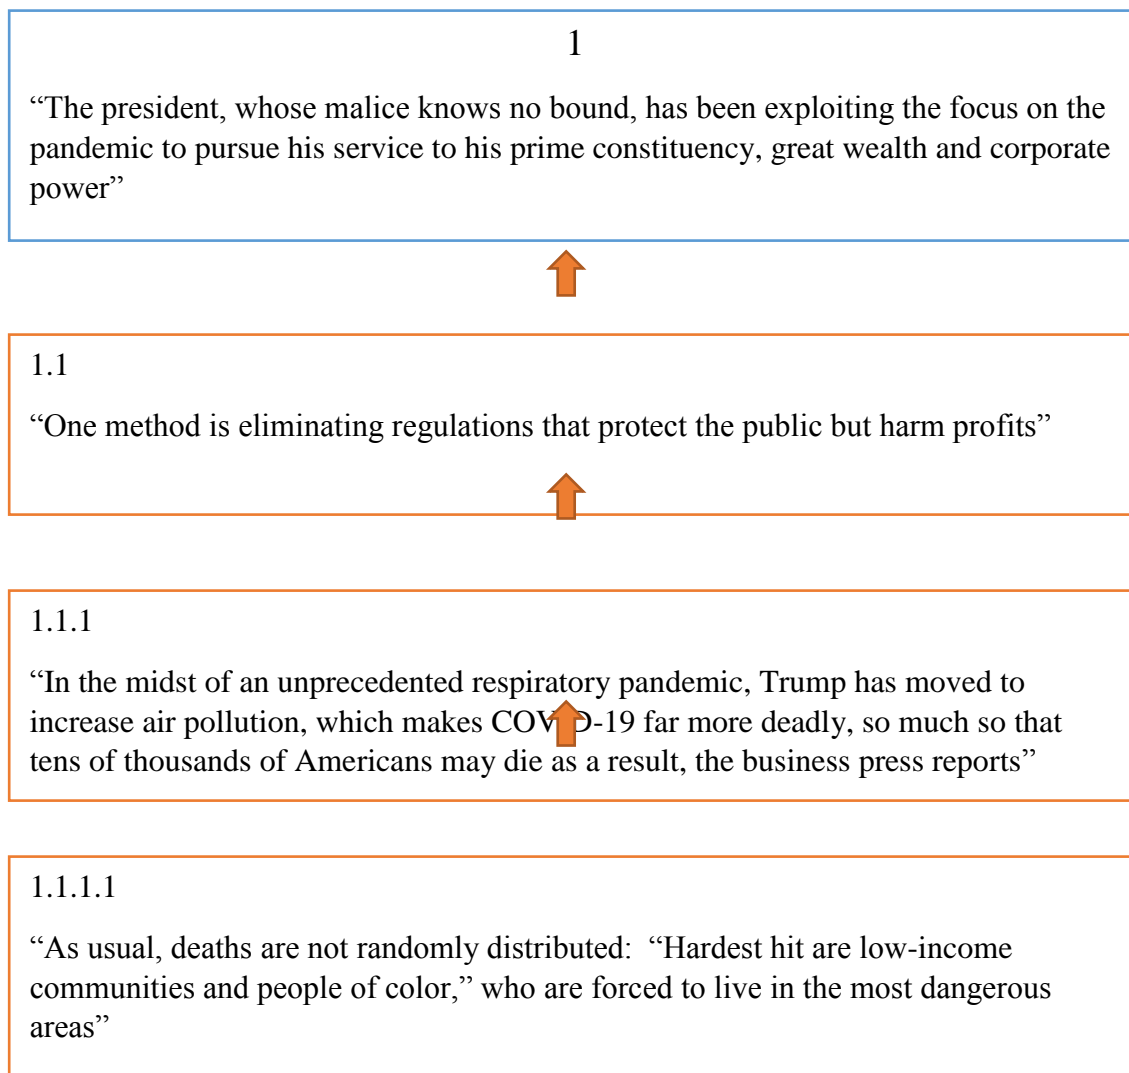 1
“The president, whose malice knows no bound, has been exploiting the focus on the
pandemic to pursue his service to his prime constituency, great wealth and corporate
power”
1.1
“One method is eliminating regulations that protect the public but harm profits”
1.1.1
“In the midst of an unprecedented respiratory pandemic, Trump has moved to
increase air pollution, which makes COVID-19 far more deadly, so much so that
tens of thousands of Americans may die as a result, the business press reports”
1.1.1.1
“As usual, deaths are not randomly distributed:  “Hardest hit are low-income
communities and people of color,” who are forced to live in the most dangerous
areas”